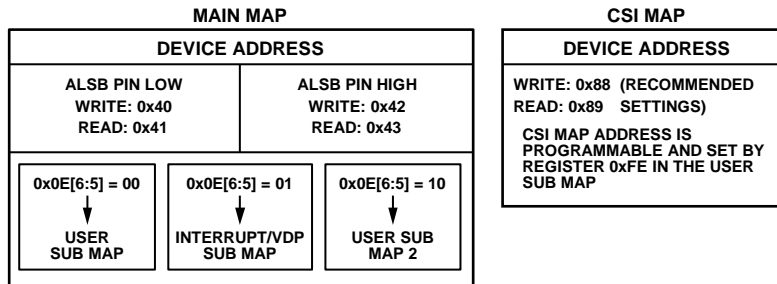 MAIN MAP
DEVICE ADDRESS
ALSB PIN LOW
WRITE: 0x40
READ: 0x41
ALSB PIN HIGH
WRITE: 0x42
READ: 0x43
0x0E[6:5] = 00
USER
SUB MAP
0x0E[6:5] = 01
INTERRUPT/VDP
SUB MAP
0x0E[6:5] = 10
USER SUB
MAP 2
CSI MAP
DEVICE ADDRESS
WRITE: 0x88 (RECOMMENDED
READ: 0x89 SETTINGS)
CSI MAP ADDRESS IS
PROGRAMMABLE AND SET BY
REGISTER 0xFE IN THE USER
SUB MAP